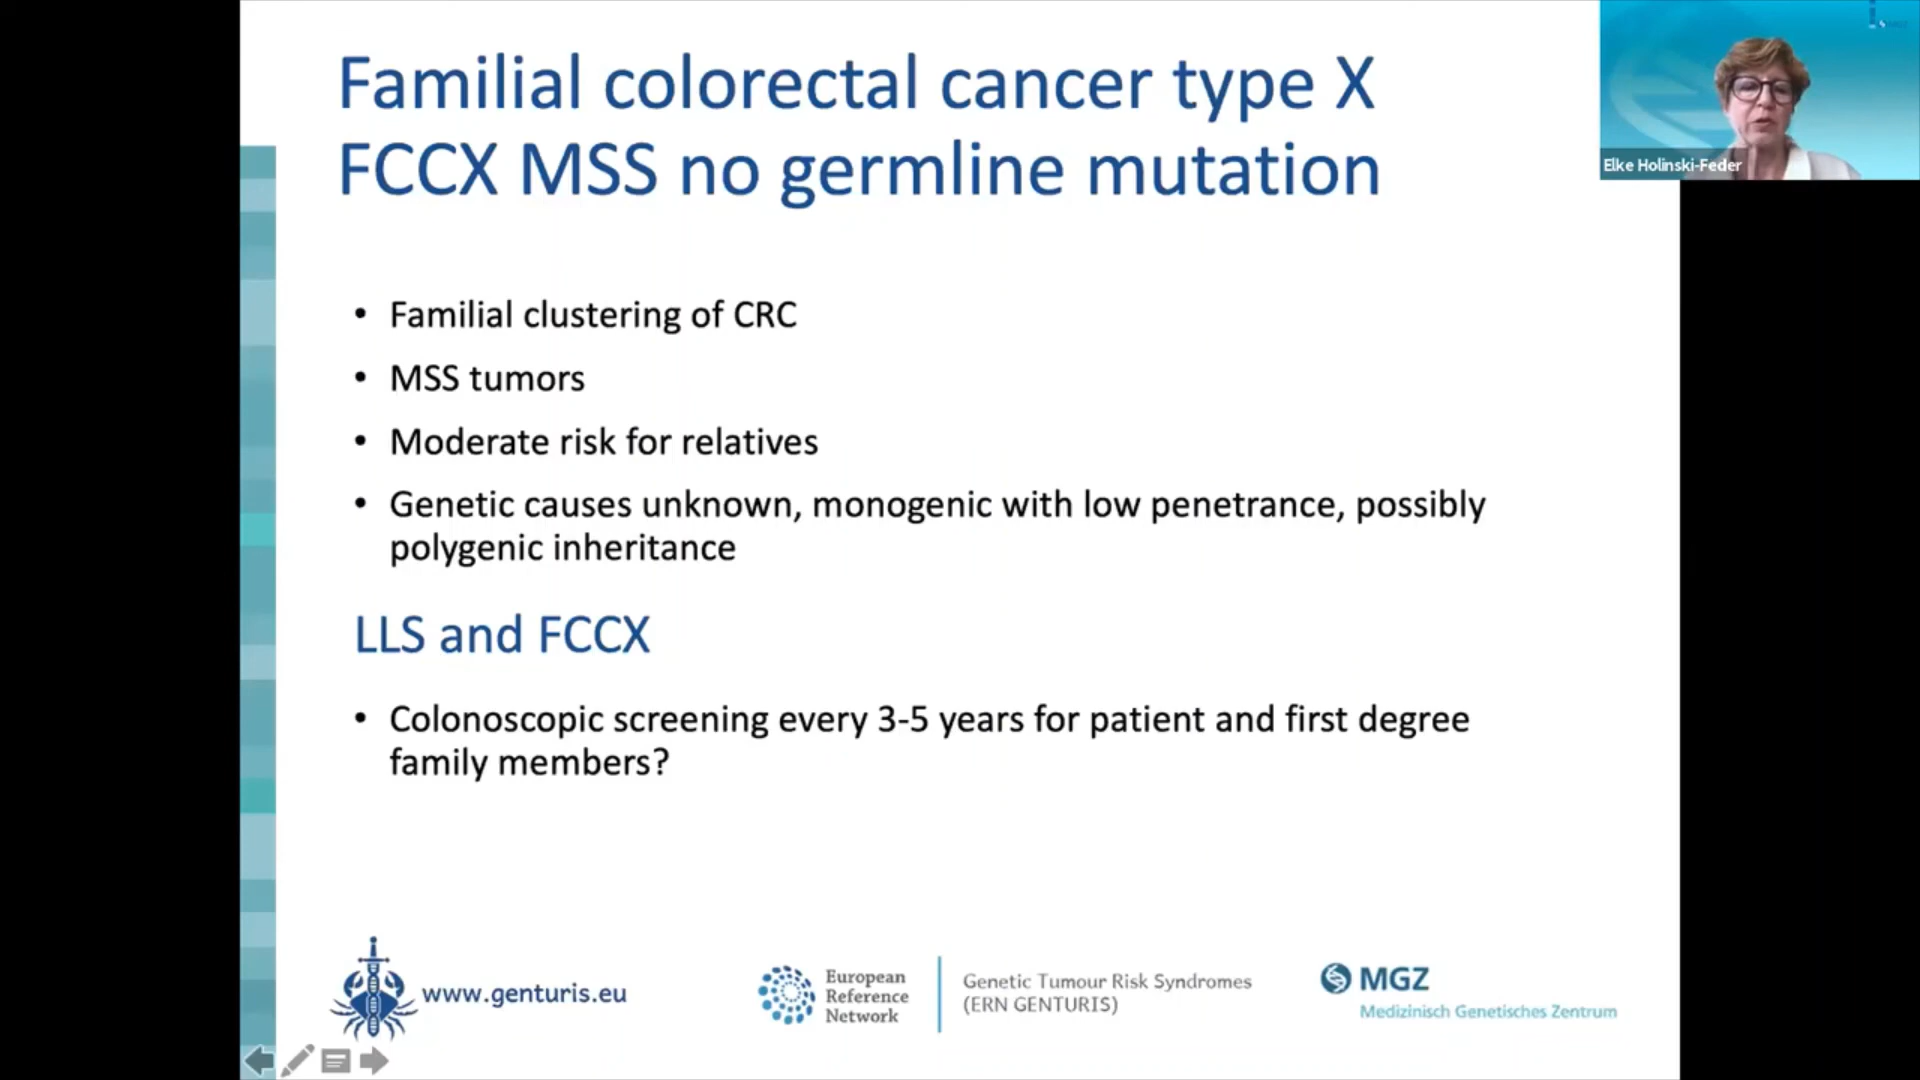 Familial colorectal cancer type X
FCCX MSS no germline mutation
Elke Holinski-Feder
• Familial clustering of CRC
• MSS tumors
• Moderate risk for relatives
• Genetic causes unknown, monogenic with low penetrance, possibly
polygenic inheritance
LLS and FCCX
• Colonoscopic screening every 3-5 years for patient and first degree
family members?
www.genturis.eu
European
Reference
Network
Genetic Tumour Risk Syndromes
(ERN GENTURIS)
MGZ
Medizinisch Genetisches Zentrum